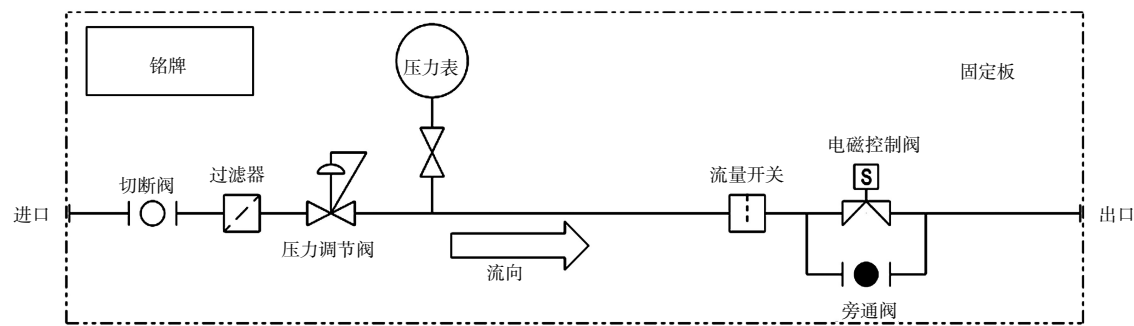 铭牌
压力表
固定板
电磁控制阀
S
过滤器
流量开关
切断阀
进口
出口
压力调节阀
流向
旁通阀